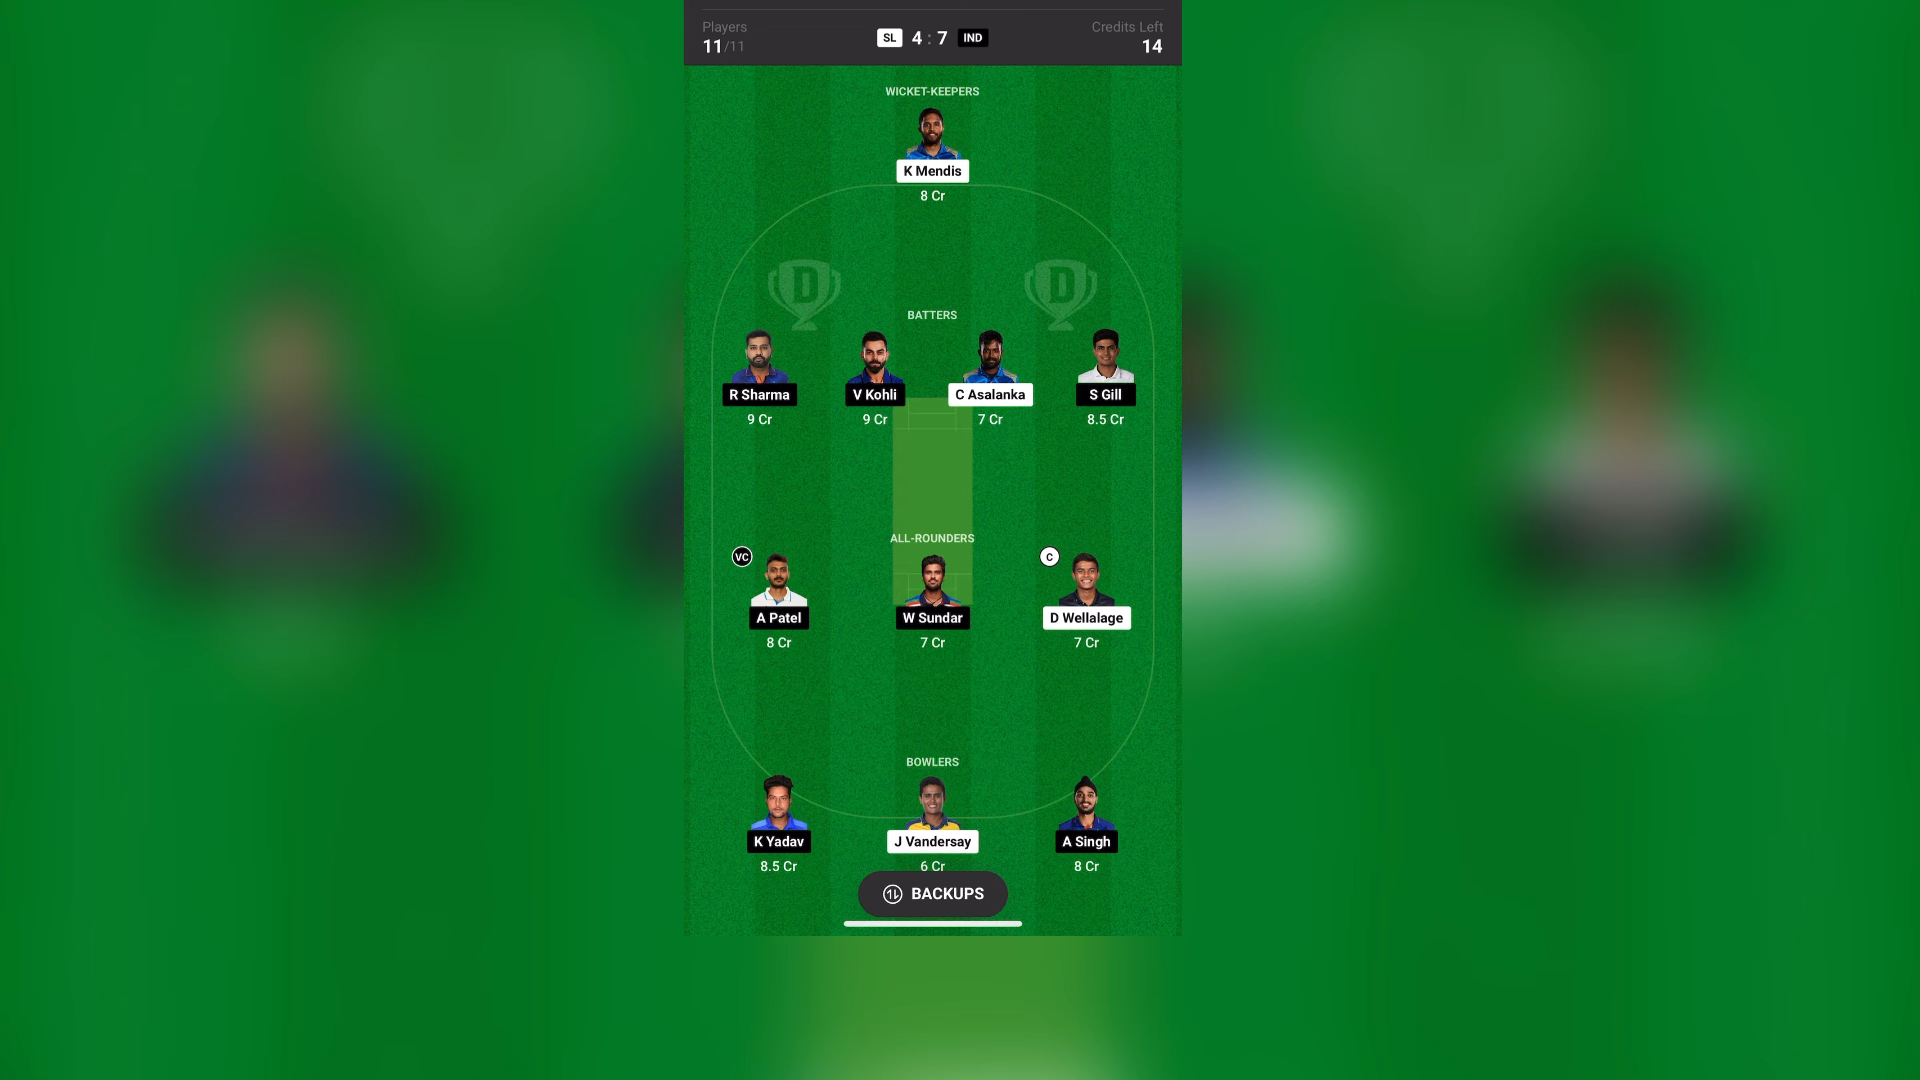 Players
11/11
SL 4 : 7 IND
Credits Left
14
WICKET-KEEPERS
K Mendis
8 Cr
D D
BATTERS
R Sharma V Kohli C Asalanka S Gill
9 Cr 9 Cr 7 Cr 8.5 Cr
ALL-ROUNDERS
VC C
A Patel W Sundar D Wellalage
8 Cr 7 Cr 7 Cr
BOWLERS
K Yadav J Vandersay A Singh
8.5 Cr 6 Cr 8 Cr
BACKUPS